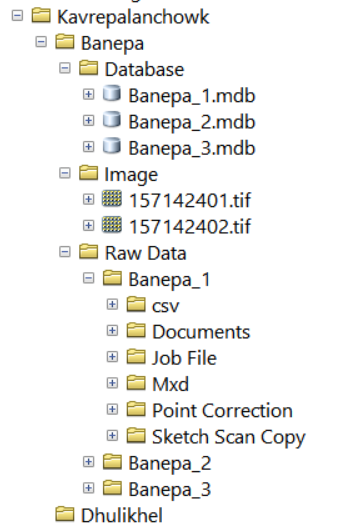 Kavrepalanchowk
Banepa
Database
Banepa_1.mdb
Banepa_2.mdb
Banepa_3.mdb
Image
157142401.tif
157142402.tif
Raw Data
Banepa_1
csv
Documents
Job File
Mxd
Point Correction
Sketch Scan Copy
Banepa_2
Banepa_3
Dhulikhel